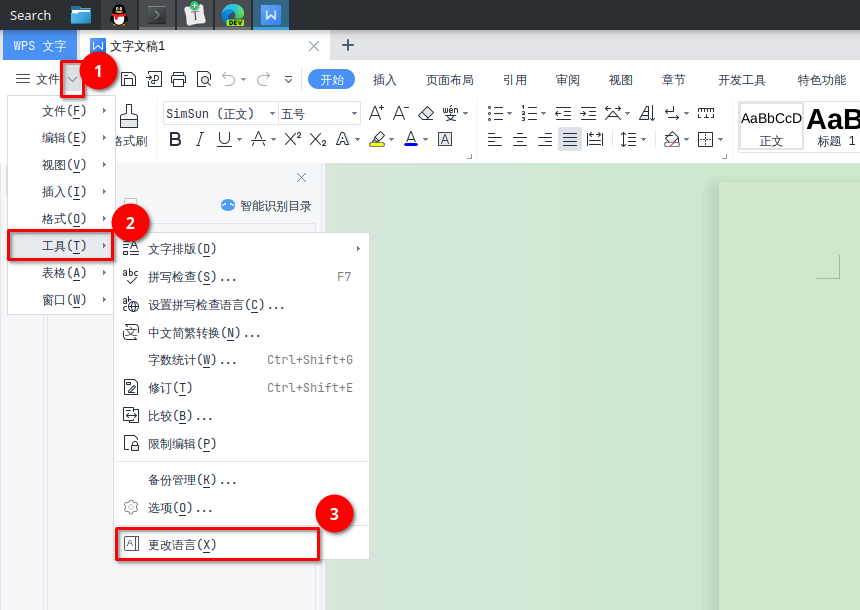 Search
DEV
WPS 文字
文字文稿1
文件
1
开始
插入
页面布局
引用
审阅
视图
章节
开发工具
特色功能
文件(F)
编辑(E)
视图(V)
插入(I)
格式(O)
工具(T)
表格(A)
窗口(W)
格式刷
SimSun (正文)
五号
AaBbCcD
正文
AaB
标题 1
智能识别目录
2
文字排版(D)
拼写检查(S)... F7
设置拼写检查语言(C)...
中文简繁转换(N)...
字数统计(W)... Ctrl+Shift+G
修订(T) Ctrl+Shift+E
比较(B)...
限制编辑(P)
备份管理(K)...
选项(O)...
3
更改语言(X)